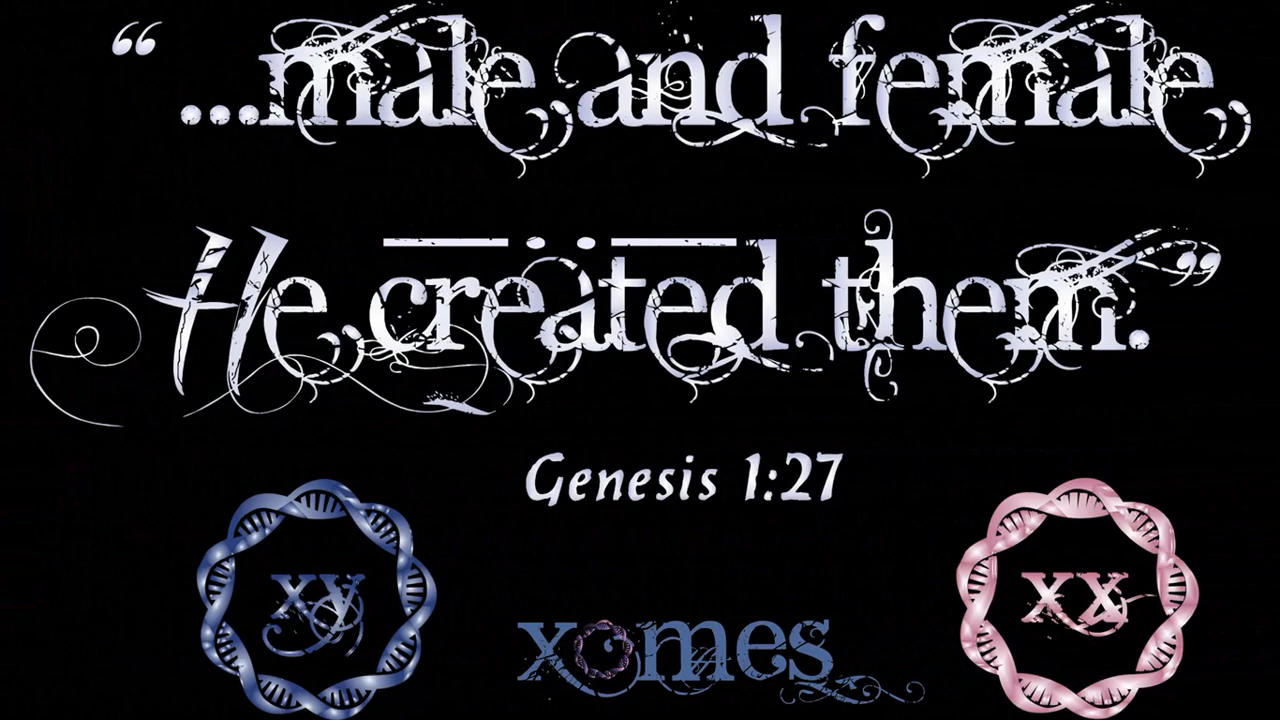 “...male and female
He created them.”
Genesis 1:27
xy
xomes
xx